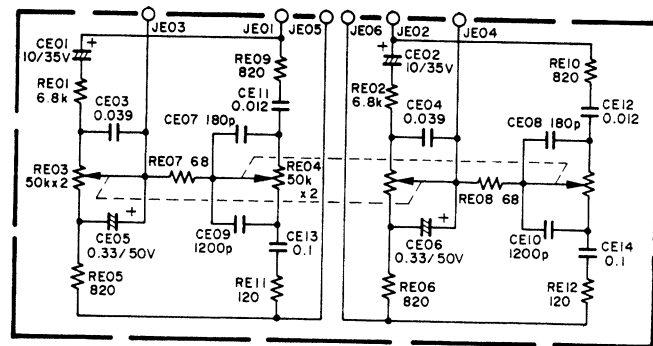 JE03
JE01
JE05
JE06
JE02
JE04
CE01
10/35V
+
RE01
6.8k
CE03
0.039
RE09
820
CE11
0.012
CE07 180p
RE03
50k×2
RE07 68
RE04
50k
×2
+
CE05
0.33/50V
CE09
1200p
CE13
0.1
RE05
820
RE11
120
+
CE02
10/35V
RE02
6.8k
CE04
0.039
RE10
820
CE12
0.012
CE08 180p
RE08 68
+
CE06
0.33/50V
CE10
1200p
CE14
0.1
RE06
820
RE12
120